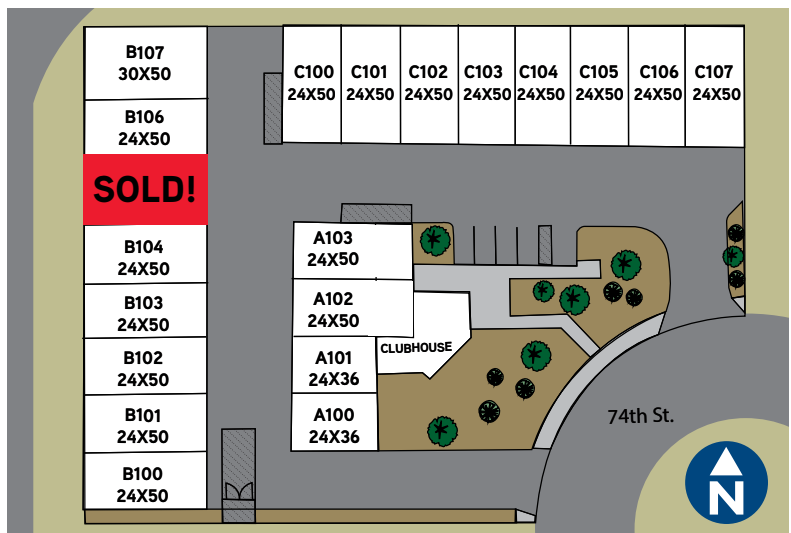 B107
30X50
B106
24X50
SOLD!
B104
24X50
B103
24X50
B102
24X50
B101
24X50
B100
24X50
C100
24X50
C101
24X50
C102
24X50
C103
24X50
C104
24X50
C105
24X50
C106
24X50
C107
24X50
A103
24X50
A102
24X50
A101
24X36
A100
24X36
CLUBHOUSE
74th St.
N